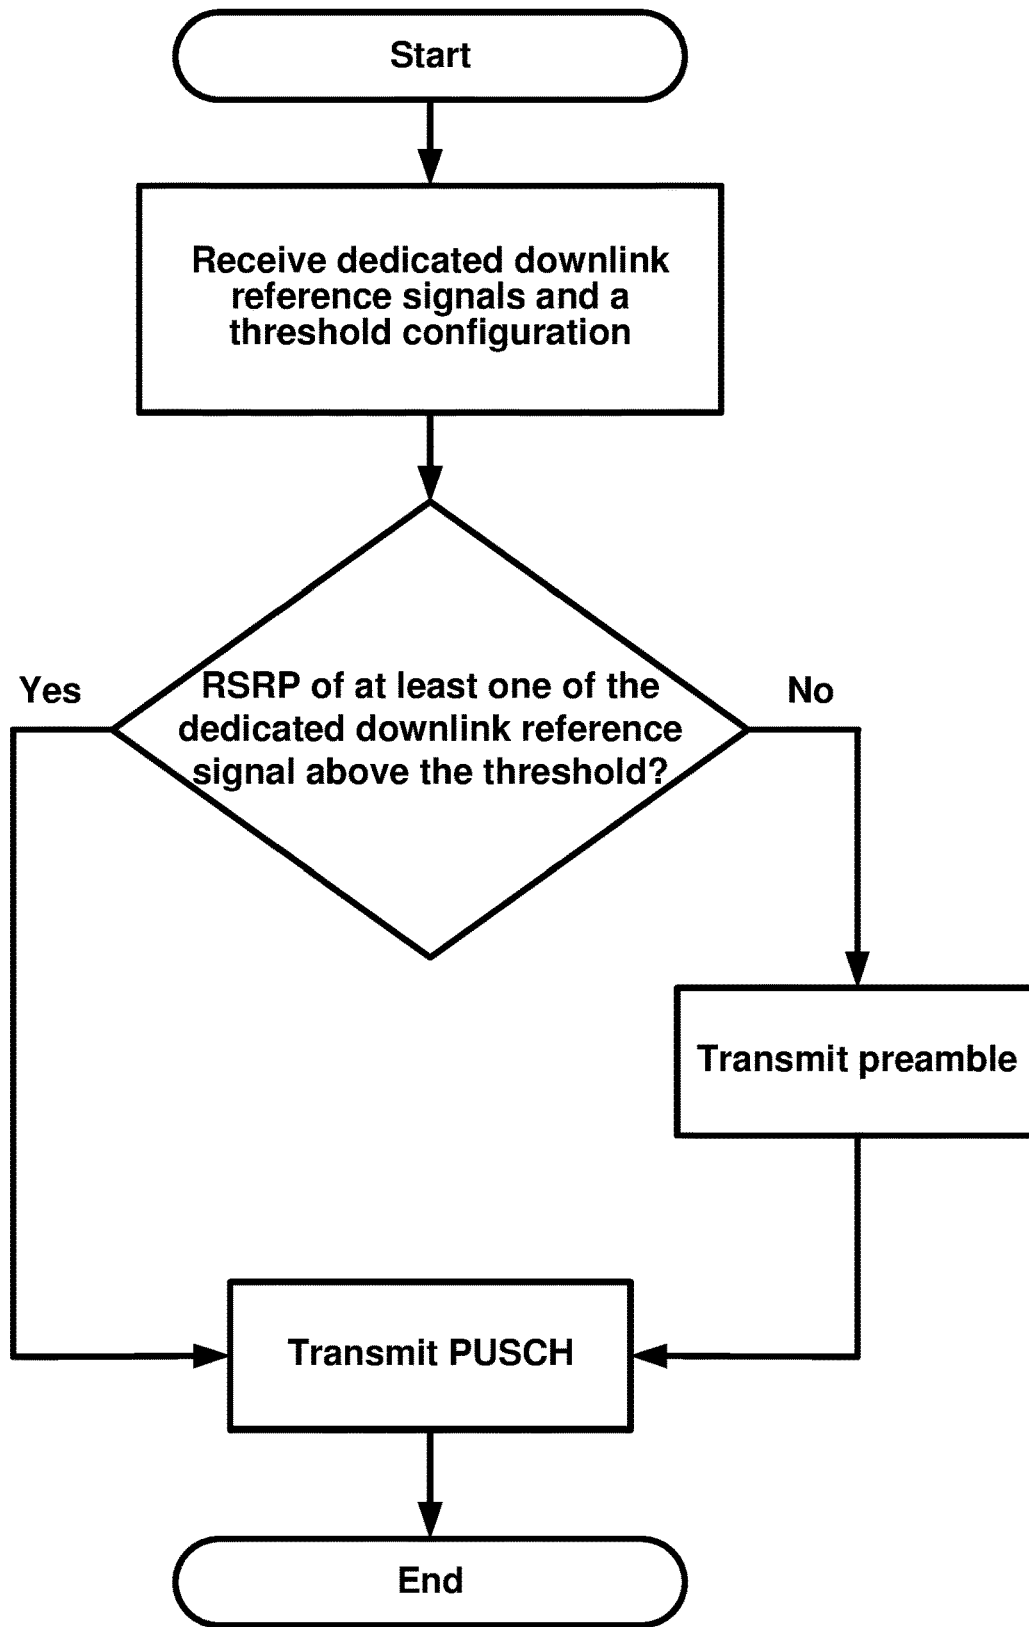 Start
Receive dedicated downlink
reference signals and a
threshold configuration
Yes
RSRP of at least one of the
dedicated downlink reference
signal above the threshold?
No
Transmit preamble
Transmit PUSCH
End